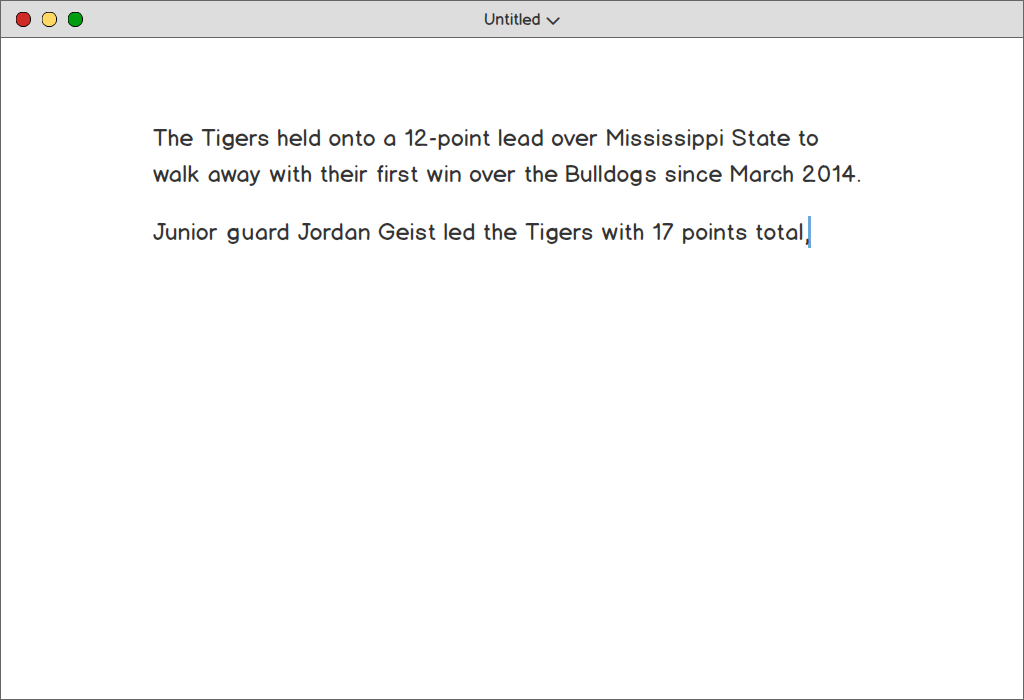 Untitled
The Tigers held onto a 12-point lead over Mississippi State to
walk away with their first win over the Bulldogs since March 2014.
Junior guard Jordan Geist led the Tigers with 17 points total,